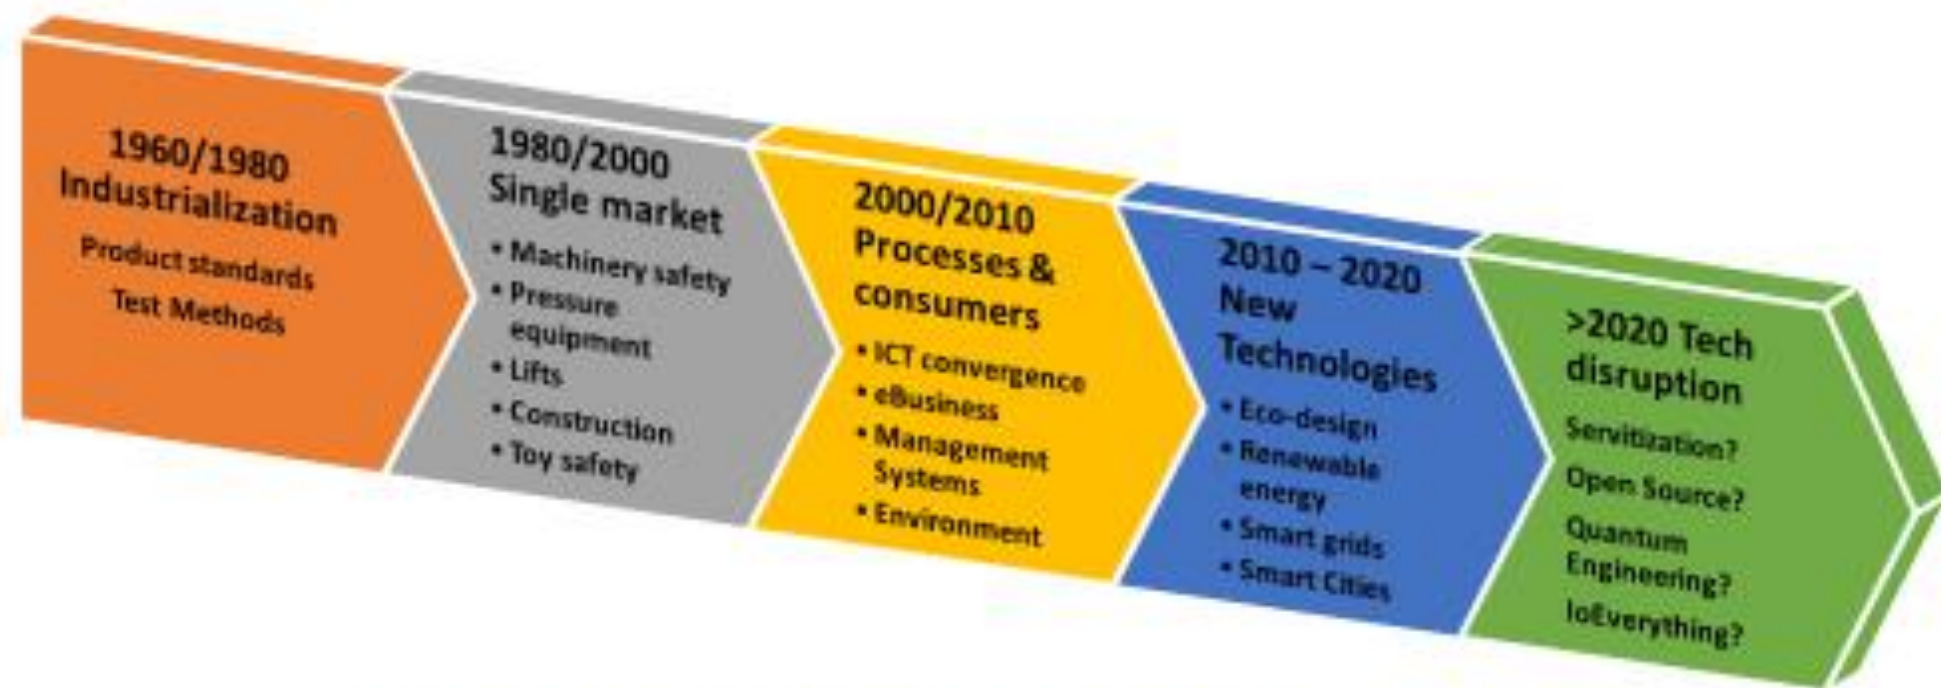 1960/1980
Industrialization
Product standards
Test Methods
1980/2000
Single market
• Machinery safety
• Pressure
equipment
• Lifts
• Construction
• Toy safety
2000/2010
Processes &
consumers
• ICT convergence
• eBusiness
• Management
Systems
• Environment
2010 – 2020
New
Technologies
• Eco-design
• Renewable
energy
• Smart grids
• Smart Cities
>2020 Tech
disruption
Servitization?
Open Source?
Quantum
Engineering?
IoEverything?